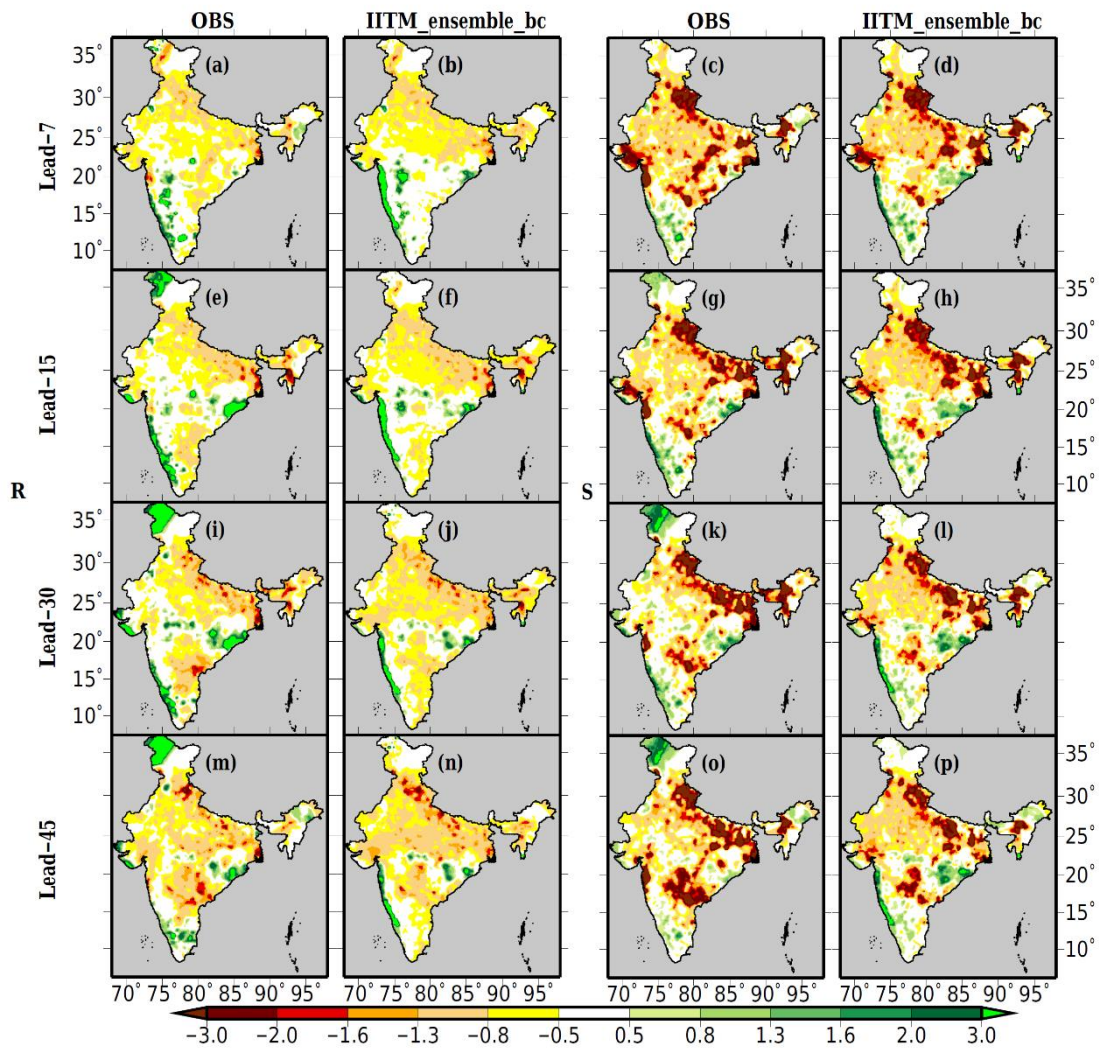 OBS IITM_ensemble_bc OBS IITM_ensemble_bc
35° (a) (b) (c) (d)
30°
Lead-7 25°
20°
15°
10°
(e) (f) (g) (h) 35°
30°
Lead-15 25°
20°
15°
R S 10°
35° (i) (j) (k) (l)
30°
Lead-30 25°
20°
15°
10°
(m) (n) (o) (p) 35°
30°
Lead-45 25°
20°
15°
10°
70° 75° 80° 85° 90° 95° 70° 75° 80° 85° 90° 95° 70° 75° 80° 85° 90° 95° 70° 75° 80° 85° 90° 95°
−3.0 −2.0 −1.6 −1.3 −0.8 −0.5 0.5 0.8 1.3 1.6 2.0 3.0